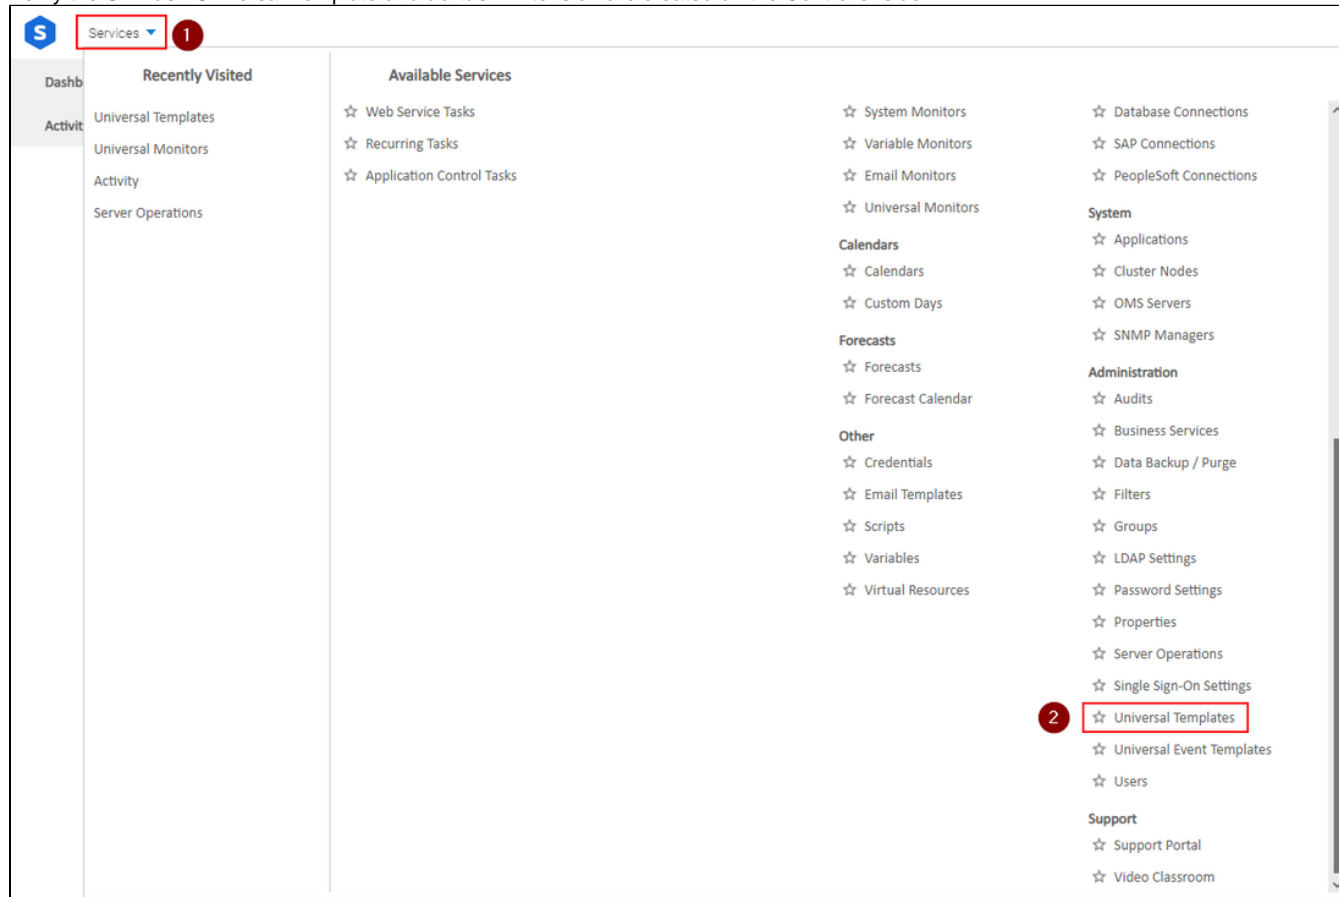 S
Services
1
Dashb
Activit
Recently Visited
Universal Templates
Universal Monitors
Activity
Server Operations
Available Services
Web Service Tasks
Recurring Tasks
Application Control Tasks
System Monitors
Variable Monitors
Email Monitors
Universal Monitors
Calendars
Calendars
Custom Days
Forecasts
Forecasts
Forecast Calendar
Other
Credentials
Email Templates
Scripts
Variables
Virtual Resources
Database Connections
SAP Connections
PeopleSoft Connections
System
Applications
Cluster Nodes
OMS Servers
SNMP Managers
Administration
Audits
Business Services
Data Backup / Purge
Filters
Groups
LDAP Settings
Password Settings
Properties
Server Operations
Single Sign-On Settings
2
Universal Templates
Universal Event Templates
Users
Support
Support Portal
Video Classroom